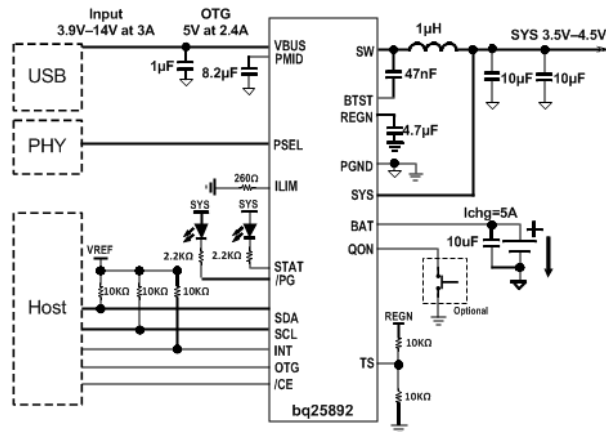 Input
3.9V–14V at 3A
OTG
5V at 2.4A
USB
1µF
8.2µF
VBUS
PMID
PHY
PSEL
260Ω
ILIM
SYS
SYS
2.2KΩ
2.2KΩ
STAT
/PG
VREF
10KΩ
10KΩ
10KΩ
Host
SDA
SCL
INT
OTG
/CE
SW
1µH
SYS 3.5V–4.5V
47nF
10µF
10µF
BTST
REGN
4.7µF
PGND
SYS
BAT
Ichg=5A
10uF
+
QON
Optional
REGN
10KΩ
TS
10KΩ
bq25892